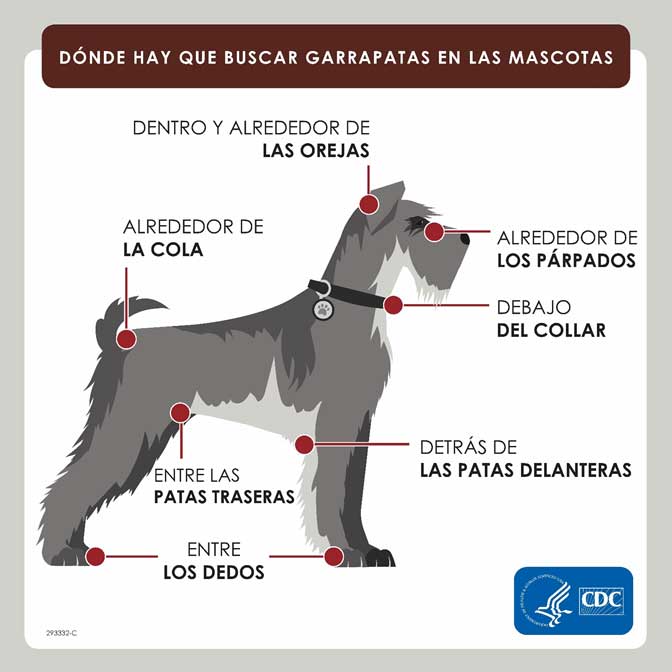 DÓNDE HAY QUE BUSCAR GARRAPATAS EN LAS MASCOTAS
DENTRO Y ALREDEDOR DE
LAS OREJAS
ALREDEDOR DE
LA COLA
ALREDEDOR DE
LOS PÁRPADOS
DEBAJO
DEL COLLAR
DETRÁS DE
LAS PATAS DELANTERAS
ENTRE LAS
PATAS TRASERAS
ENTRE
LOS DEDOS
CDC
293332-C